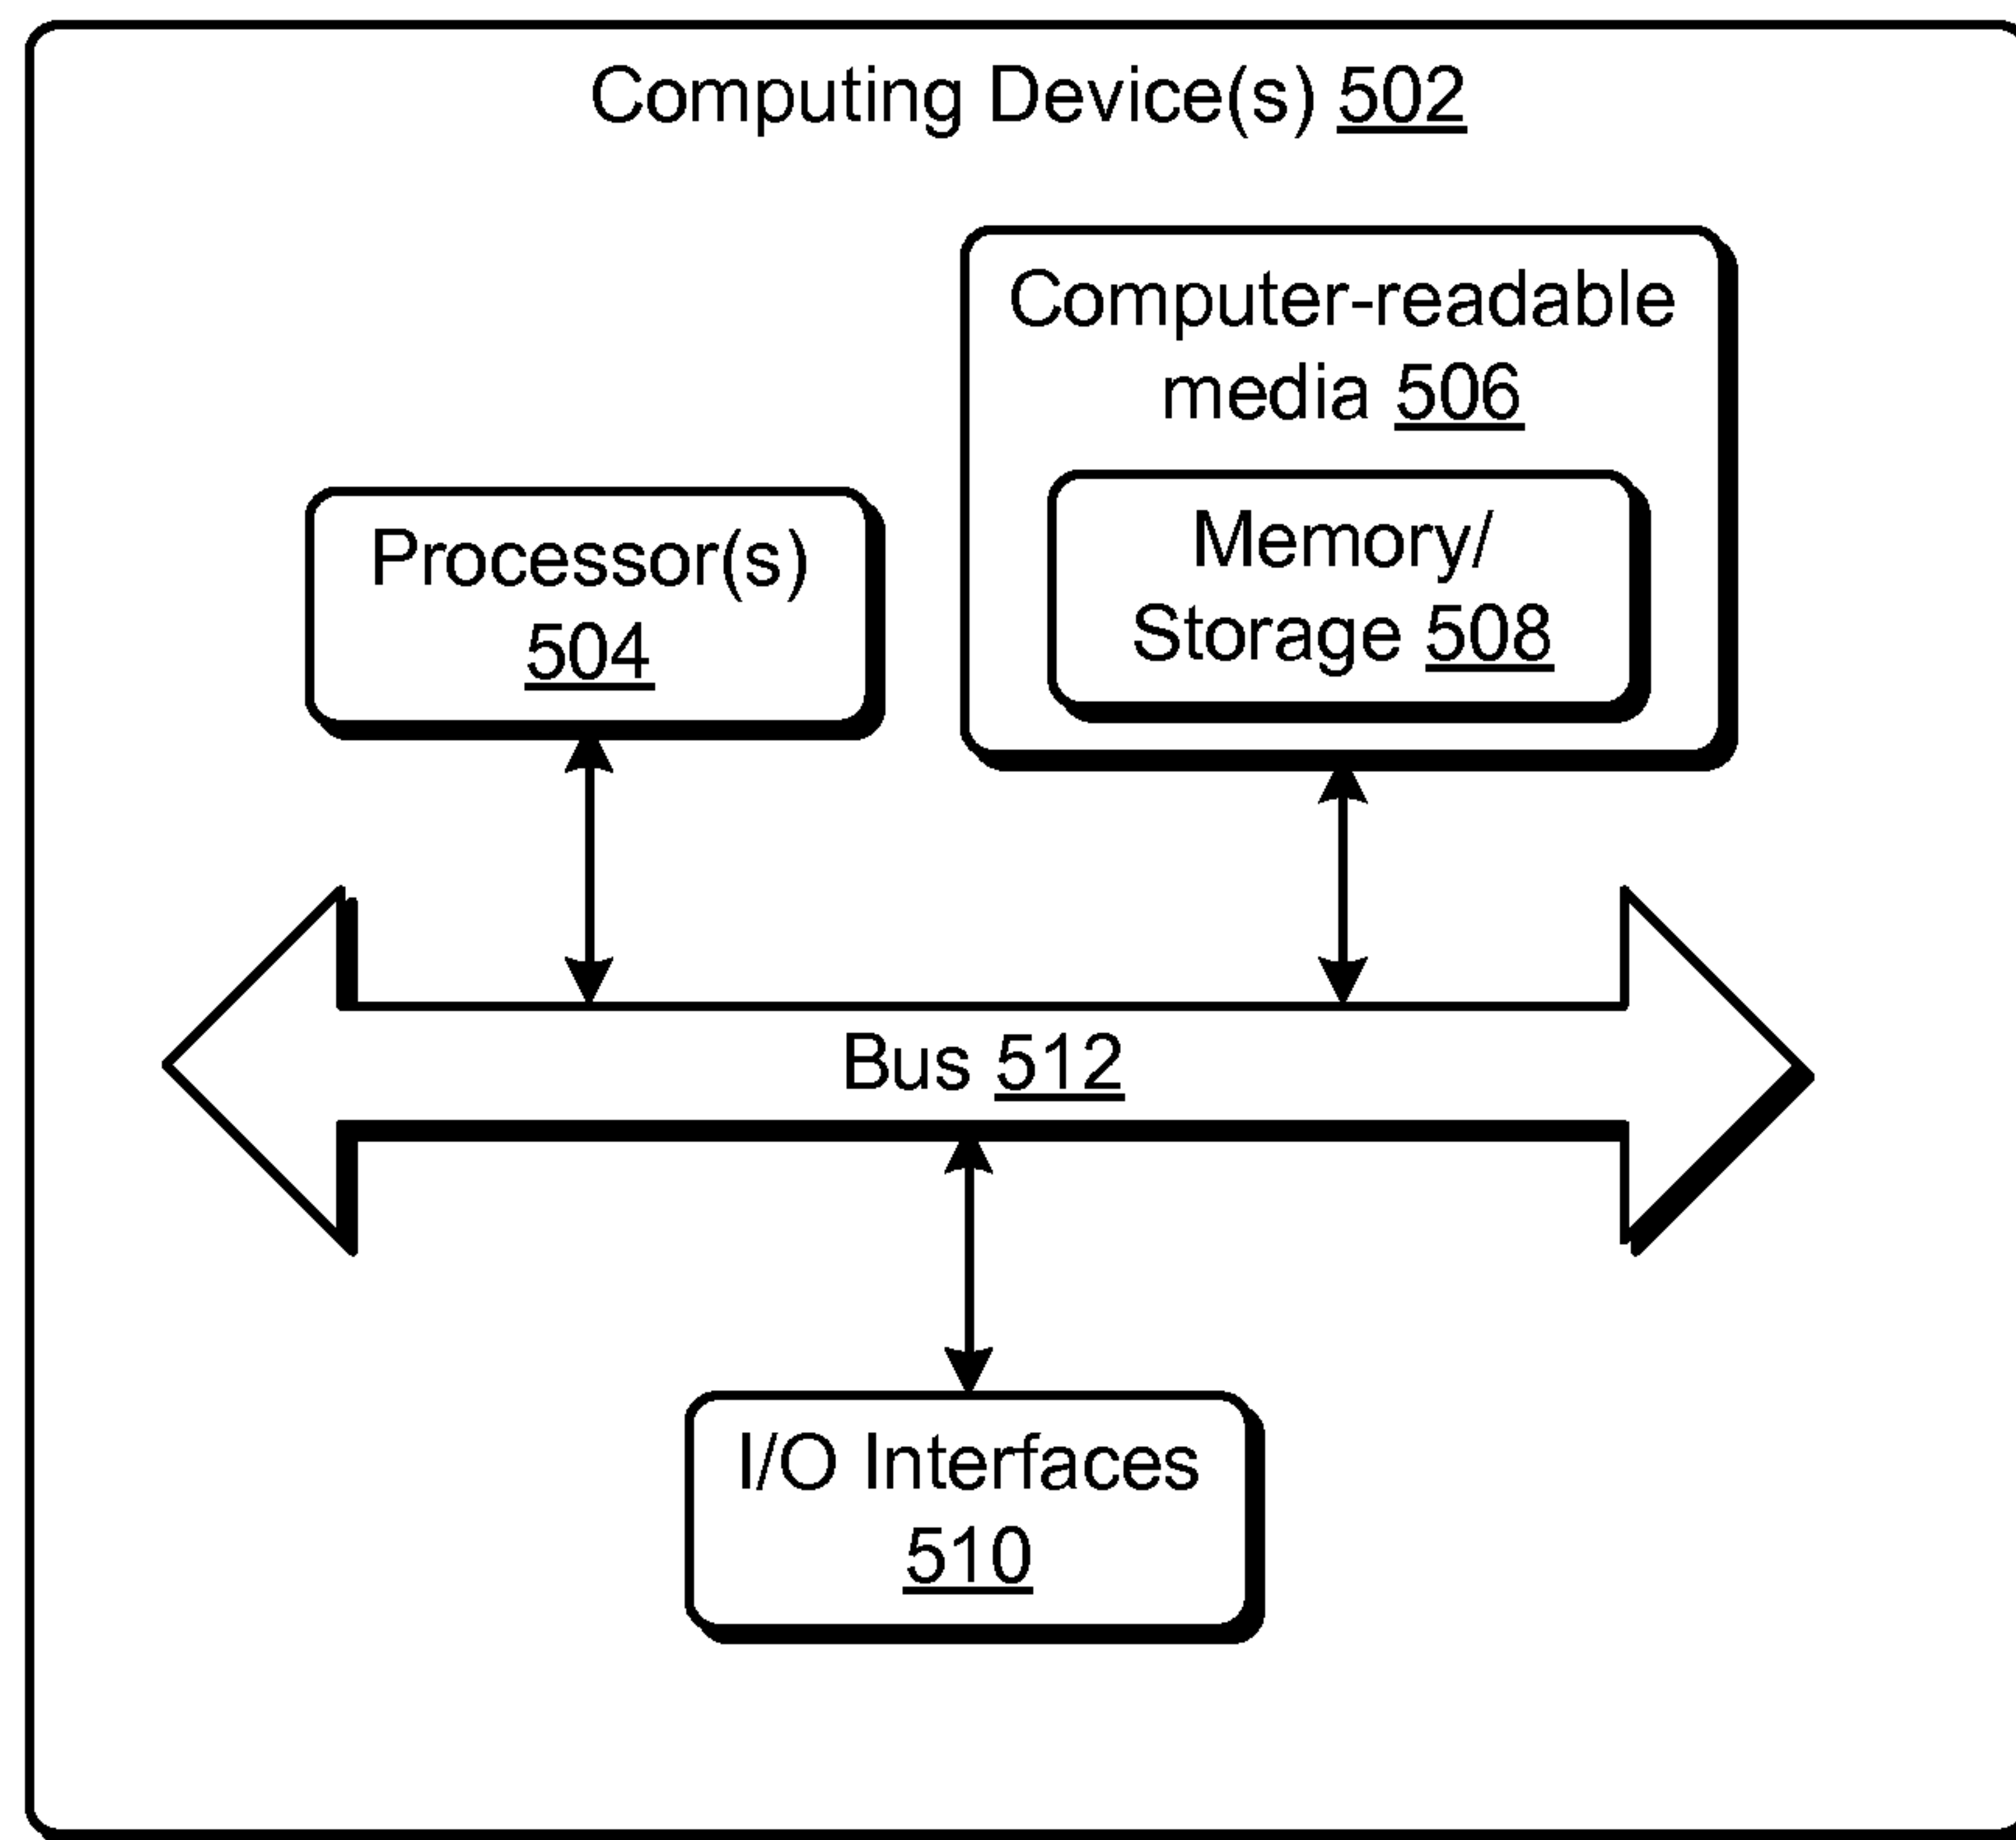 Computing Device(s) 502
Computer-readable
media 506
Memory/
Storage 508
Processor(s)
504
Bus 512
I/O Interfaces
510